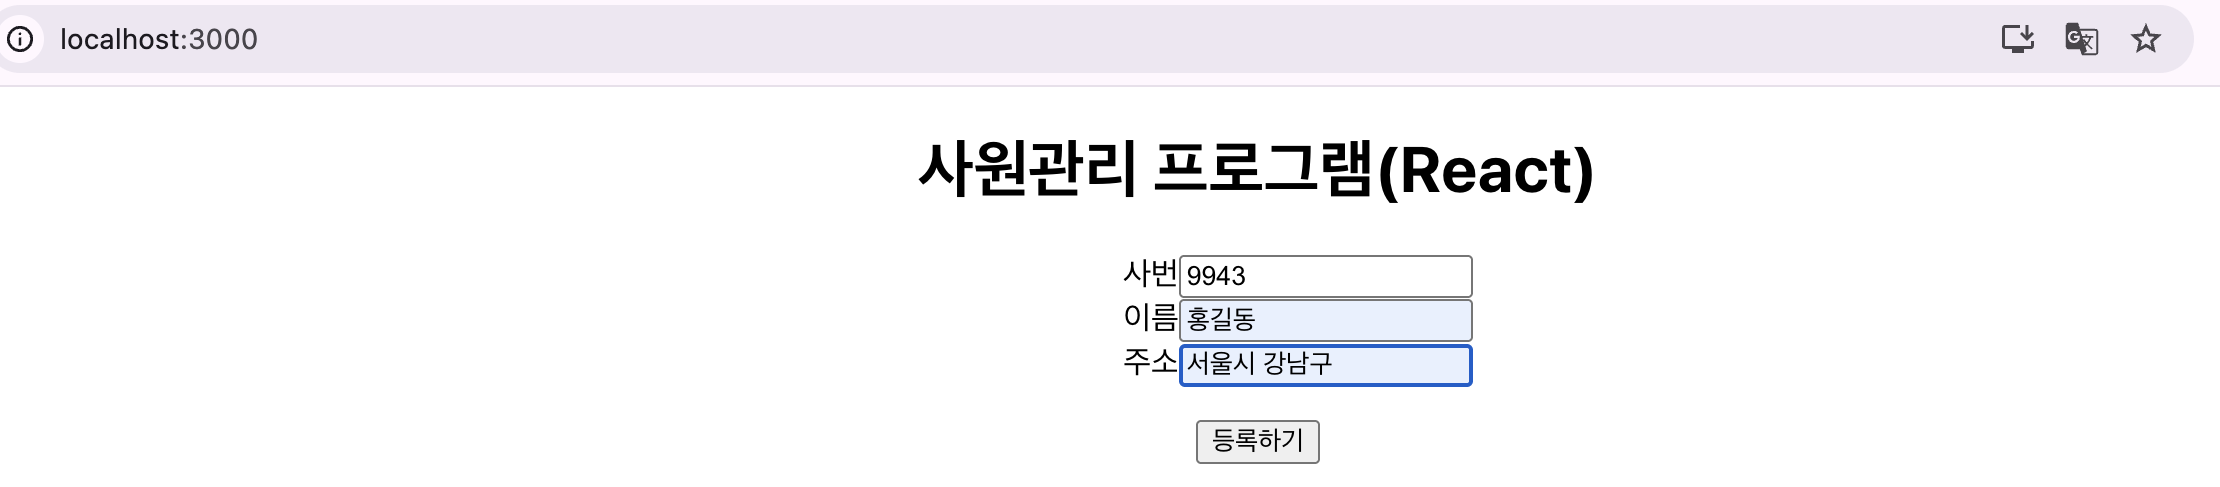 localhost:3000
사원관리 프로그램(React)
사번 9943
이름 홍길동
주소 서울시 강남구
등록하기